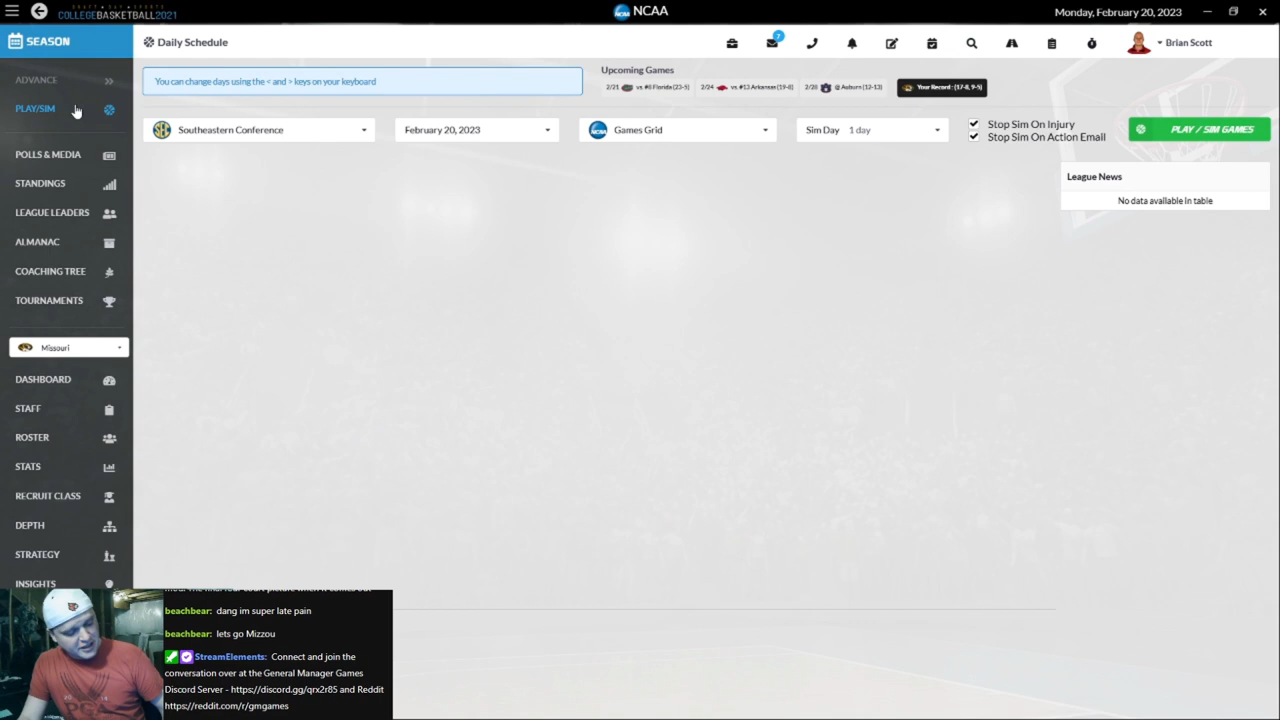 DRAFT DAY SPORTS
COLLEGEBASKETBALL2021
NCAA
Monday, February 20, 2023
SEASON
Daily Schedule
7
Brian Scott
ADVANCE
PLAY/SIM
POLLS & MEDIA
STANDINGS
LEAGUE LEADERS
ALMANAC
COACHING TREE
TOURNAMENTS
Missouri
DASHBOARD
STAFF
ROSTER
STATS
RECRUIT CLASS
DEPTH
STRATEGY
INSIGHTS
You can change days using the < and > keys on your keyboard
Upcoming Games
2/21 vs #8 Florida (22-5) 2/24 vs #13 Arkansas (19-8) 2/28 @ Auburn (12-13) Your Record : (17-8, 9-5)
Southeastern Conference
February 20, 2023
Games Grid
Sim Day 1 day
Stop Sim On Injury
Stop Sim On Action Email
PLAY / SIM GAMES
League News
No data available in table
beachbear: dang im super late pain
beachbear: lets go Mizzou
StreamElements: Connect and join the
conversation over at the General Manager Games
Discord Server - https://discord.gg/qrx2r85 and Reddit
https://reddit.com/r/gmgames